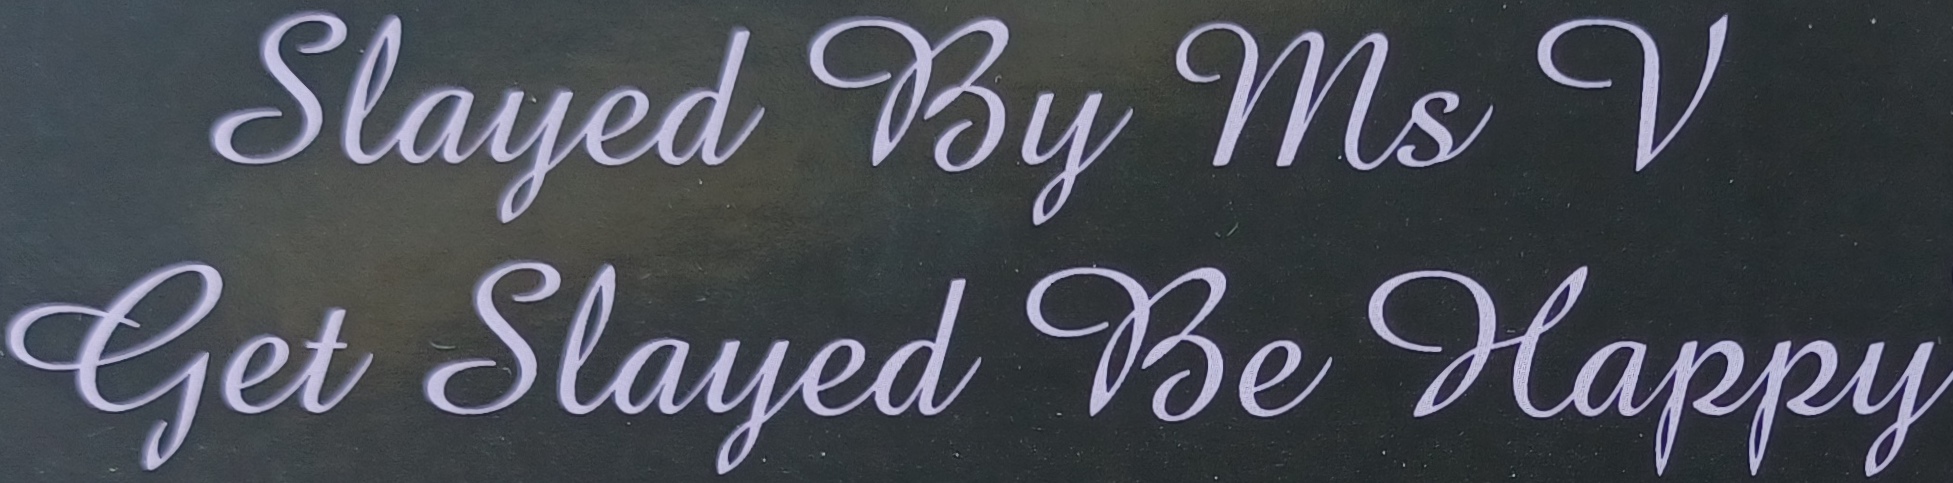 Slayed By Ms V
Get Slayed Be Happy